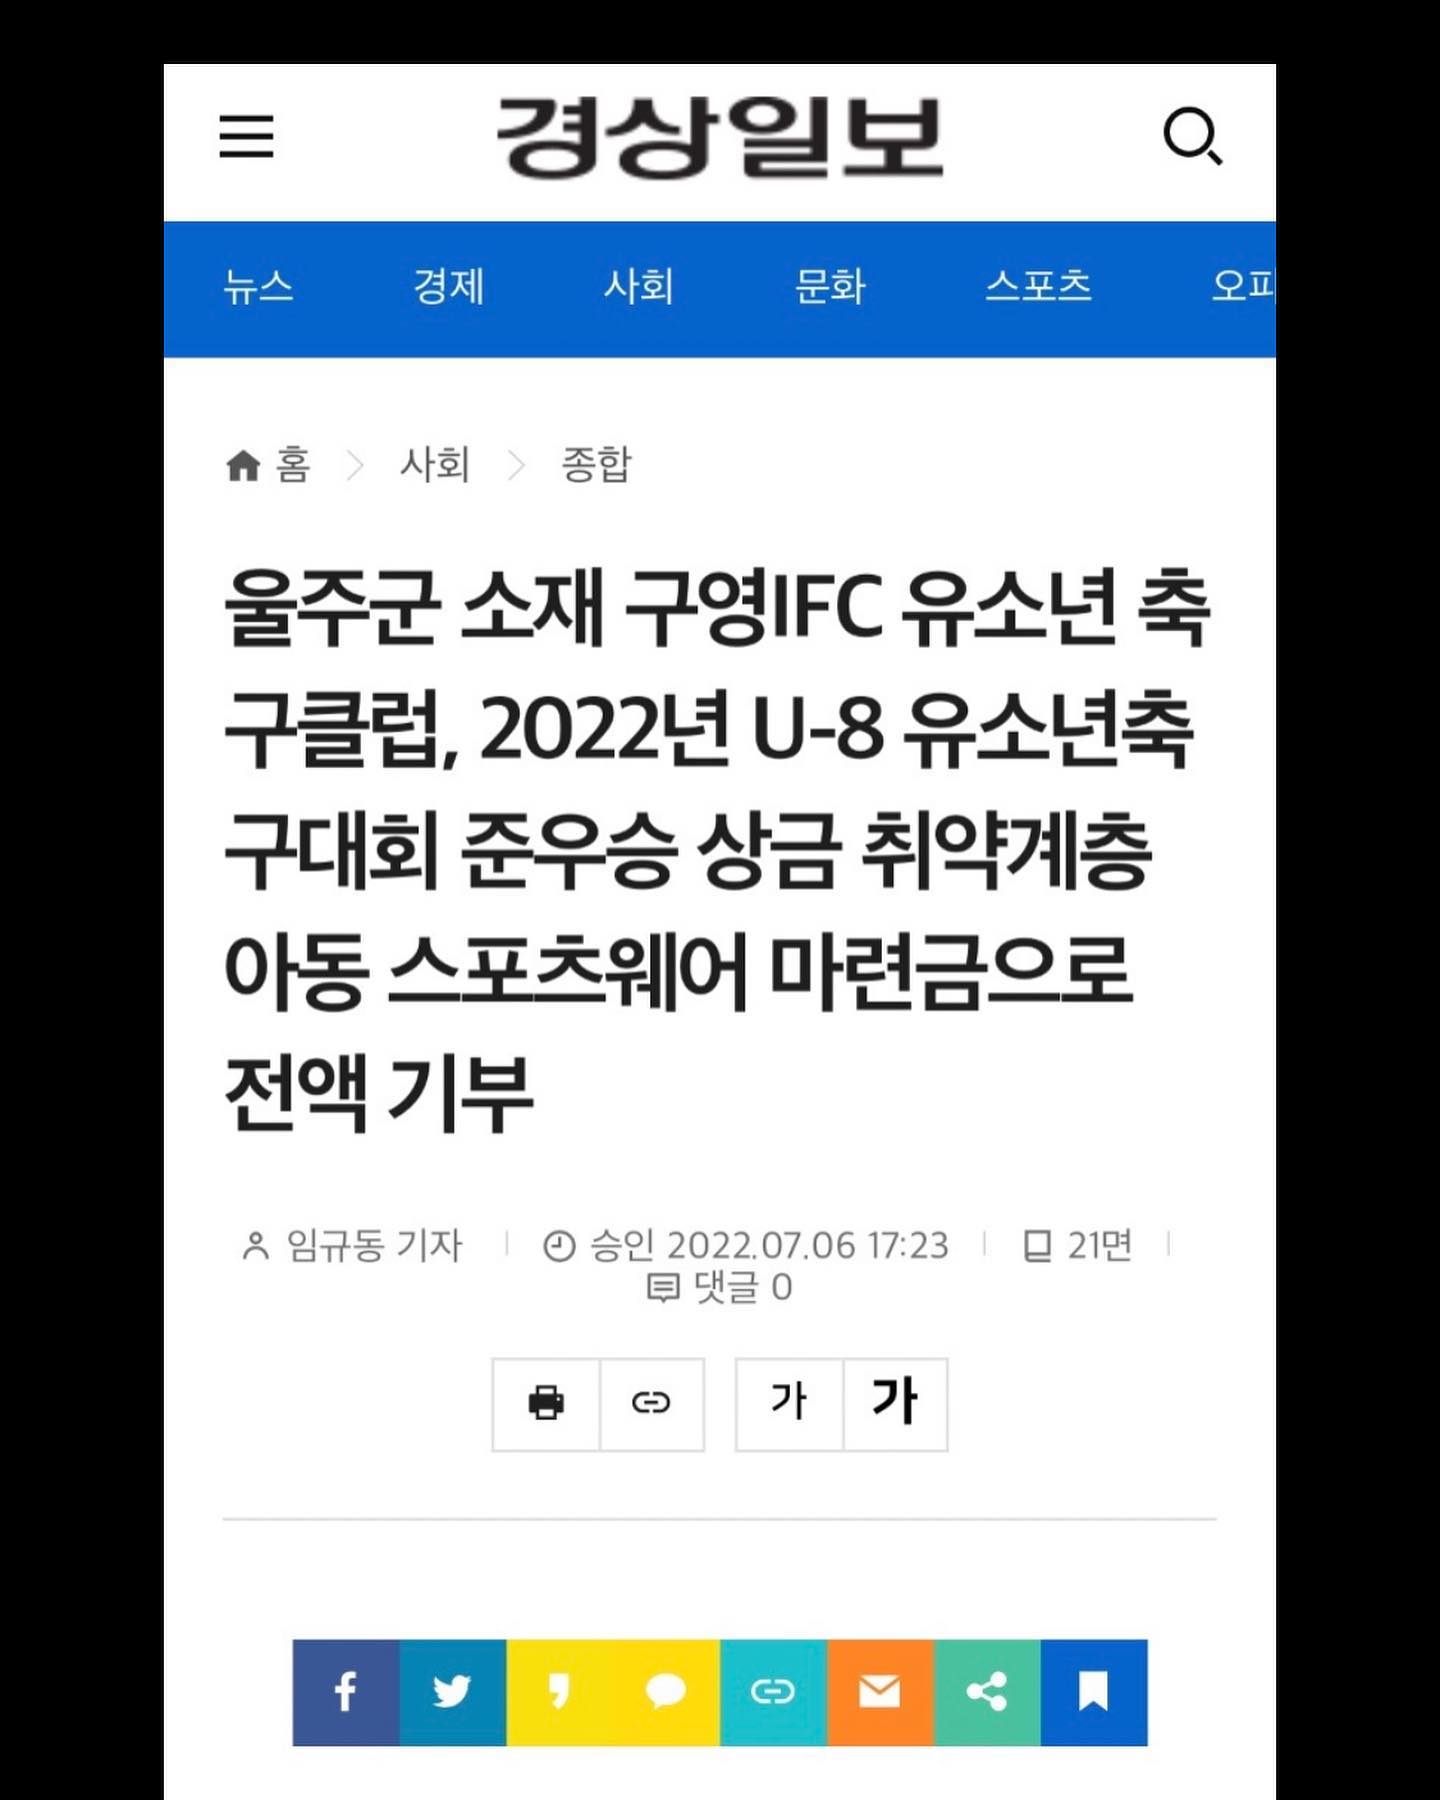 경상일보
뉴스 경제 사회 문화 스포츠 오피
홈 사회 종합
울주군 소재 구영IFC 유소년 축
구클럽, 2022년 U-8 유소년축
구대회 준우승 상금 취약계층
아동 스포츠웨어 마련금으로
전액 기부
임규동 기자 승인 2022.07.06 17:23 21면
댓글 0
가 가